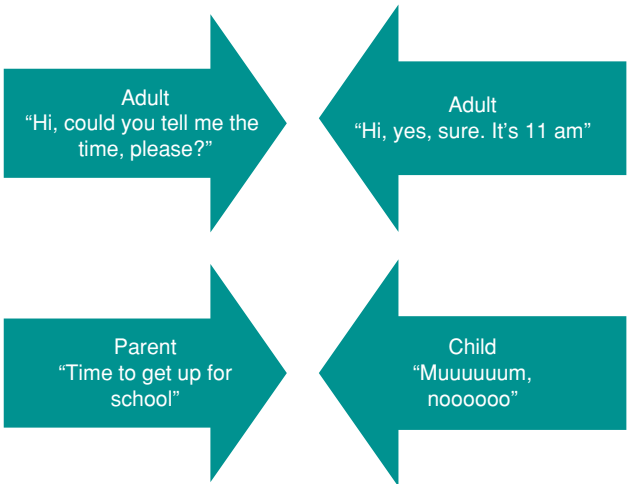 Adult
“Hi, could you tell me the
time, please?”
Adult
“Hi, yes, sure. It’s 11 am”
Parent
“Time to get up for
school”
Child
“Muuuuuum,
noooooo”